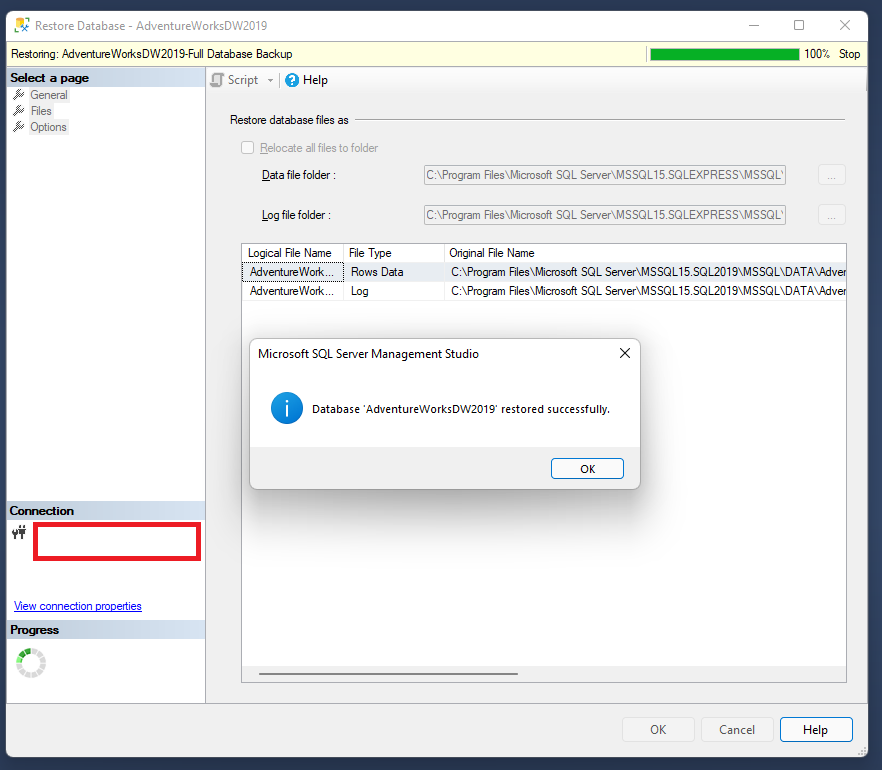 Restore Database - AdventureWorksDW2019
Restoring: AdventureWorksDW2019-Full Database Backup 100% Stop
Select a page
General
Files
Options
Script Help
Restore database files as
Relocate all files to folder
Data file folder : C:\Program Files\Microsoft SQL Server\MSSQL15.SQLEXPRESS\MSSQL\ ...
Log file folder : C:\Program Files\Microsoft SQL Server\MSSQL15.SQLEXPRESS\MSSQL\ ...
Logical File Name File Type Original File Name
AdventureWork... Rows Data C:\Program Files\Microsoft SQL Server\MSSQL15.SQL2019\MSSQL\DATA\Adver
AdventureWork... Log C:\Program Files\Microsoft SQL Server\MSSQL15.SQL2019\MSSQL\DATA\Adver
Microsoft SQL Server Management Studio
Database 'AdventureWorksDW2019' restored successfully.
OK
Connection
View connection properties
Progress
OK Cancel Help